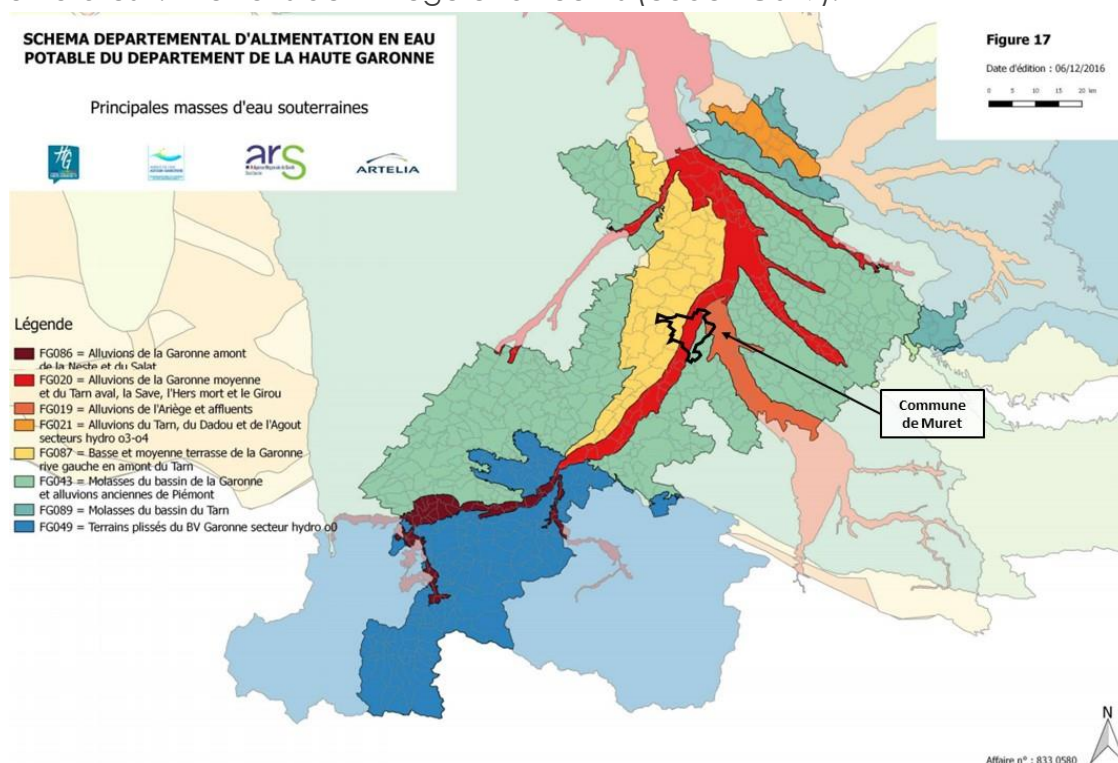 SCHEMA DEPARTEMENTAL D'ALIMENTATION EN EAU
POTABLE DU DEPARTEMENT DE LA HAUTE GARONNE
Principales masses d'eau souterraines
ars
ARTELIA
Figure 17
Date d'édition : 06/12/2016
0 5 10 15 20 km
Légende
FG086 = Alluvions de la Garonne amont
de la Neste et du Salat
FG020 = Alluvions de la Garonne moyenne
et du Tarn aval, la Save, l'Hers mort et le Girou
FG019 = Alluvions de l'Ariège et affluents
FG021 = Alluvions du Tarn, du Dadou et de l'Agout
secteurs hydro o3-o4
FG087 = Basse et moyenne terrasse de la Garonne
rive gauche en amont du Tarn
FG043 = Molasses du bassin de la Garonne
et alluvions anciennes de Piémont
FG089 = Molasses du bassin du Tarn
FG049 = Terrains plissés du BV Garonne secteur hydro o0
Commune
de Muret
N
Affaire n° : 833 0580